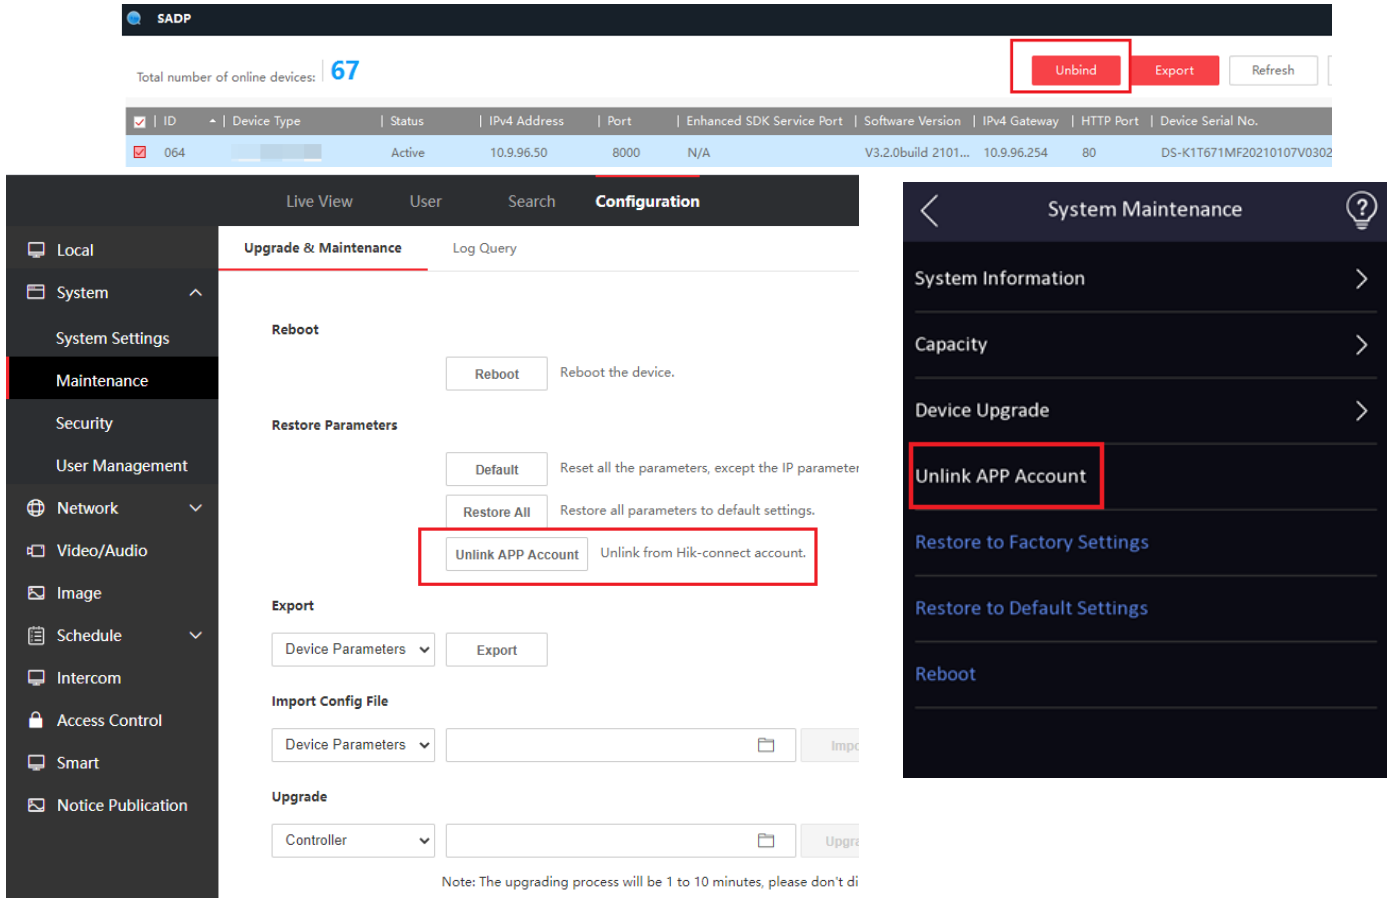 SADP
Total number of online devices: 67
Unbind
Export
Refresh
ID
Device Type
Status
IPv4 Address
Port
Enhanced SDK Service Port
Software Version
IPv4 Gateway
HTTP Port
Device Serial No.
064
Active
10.9.96.50
8000
N/A
V3.2.0build 2101...
10.9.96.254
80
DS-K1T671MF20210107V0302
Live View
User
Search
Configuration
Local
System
System Settings
Maintenance
Security
User Management
Network
Video/Audio
Image
Schedule
Intercom
Access Control
Smart
Notice Publication
Upgrade & Maintenance
Log Query
Reboot
Reboot
Reboot the device.
Restore Parameters
Default
Reset all the parameters, except the IP parameter
Restore All
Restore all parameters to default settings.
Unlink APP Account
Unlink from Hik-connect account.
Export
Device Parameters
Export
Import Config File
Device Parameters
Impo
Upgrade
Controller
Upgra
Note: The upgrading process will be 1 to 10 minutes, please don't di
System Maintenance
System Information
Capacity
Device Upgrade
Unlink APP Account
Restore to Factory Settings
Restore to Default Settings
Reboot